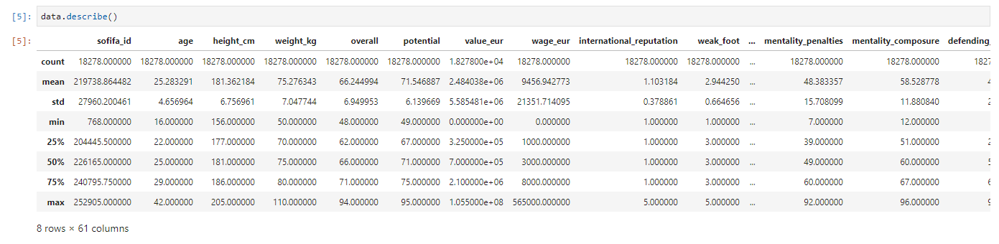 [5]: data.describe()
[5]: sofifa_id age height_cm weight_kg overall potential value_eur wage_eur international_reputation weak_foot ... mentality_penalties mentality_composure defending_
count 18278.000000 18278.000000 18278.000000 18278.000000 18278.000000 18278.000000 1.827800e+04 18278.000000 18278.000000 18278.000000 ... 18278.000000 18278.000000 1827
mean 219738.864482 25.283291 181.362184 75.276343 66.244994 71.546887 2.484038e+06 9456.942773 1.103184 2.944250 ... 48.383357 58.528778 4
std 27960.200461 4.656964 6.756961 7.047744 6.949953 6.139669 5.585481e+06 21351.714095 0.378861 0.664656 ... 15.708099 11.880840 2
min 768.000000 16.000000 156.000000 50.000000 48.000000 49.000000 0.000000e+00 0.000000 1.000000 1.000000 ... 7.000000 12.000000
25% 204445.500000 22.000000 177.000000 70.000000 62.000000 67.000000 3.250000e+05 1000.000000 1.000000 3.000000 ... 39.000000 51.000000 2
50% 226165.000000 25.000000 181.000000 75.000000 66.000000 71.000000 7.000000e+05 3000.000000 1.000000 3.000000 ... 49.000000 60.000000 5
75% 240795.750000 29.000000 186.000000 80.000000 71.000000 75.000000 2.100000e+06 8000.000000 1.000000 3.000000 ... 60.000000 67.000000 6
max 252905.000000 42.000000 205.000000 110.000000 94.000000 95.000000 1.055000e+08 565000.000000 5.000000 5.000000 ... 92.000000 96.000000 9
8 rows × 61 columns